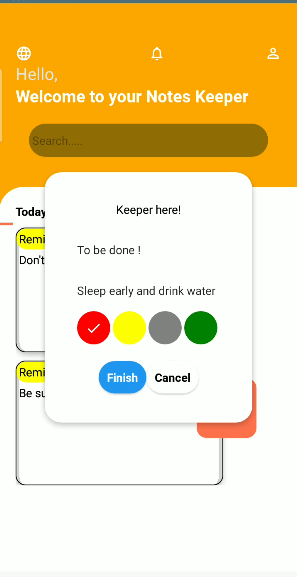 Hello,
Welcome to your Notes Keeper
Search.....
Today
Keeper here!
Remi
Don't
To be done !
Sleep early and drink water
Finish
Cancel
Remi
Be su